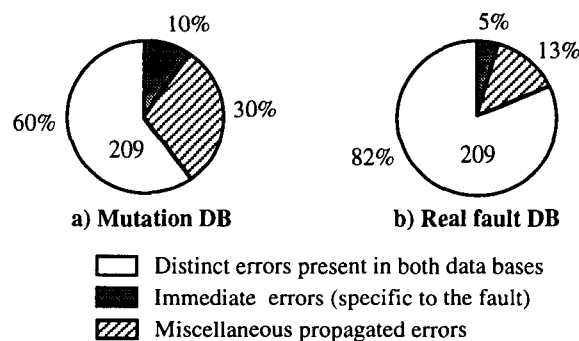 10%
60%
30%
209
a) Mutation DB
5%
13%
82%
209
b) Real fault DB
Distinct errors present in both data bases
Immediate errors (specific to the fault)
Miscellaneous propagated errors